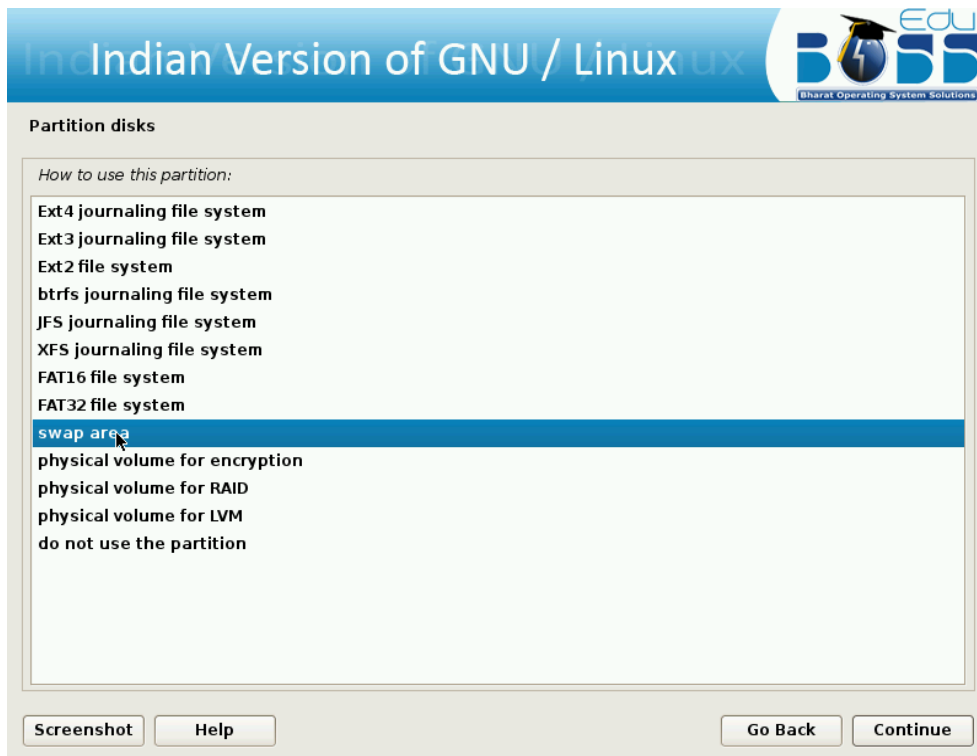 Indian Version of GNU / Linux
Edu
BOSS
Bharat Operating System Solutions
Partition disks
How to use this partition:
Ext4 journaling file system
Ext3 journaling file system
Ext2 file system
btrfs journaling file system
JFS journaling file system
XFS journaling file system
FAT16 file system
FAT32 file system
swap area
physical volume for encryption
physical volume for RAID
physical volume for LVM
do not use the partition
Screenshot Help Go Back Continue